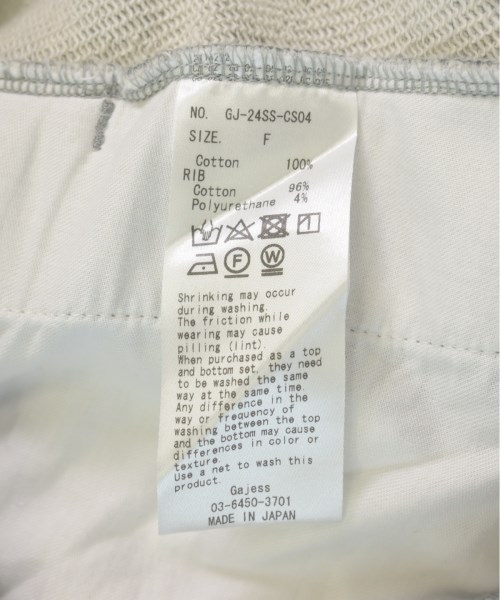 NO. GJ-24SS-CS04
SIZE. F
Cotton 100%
RIB
Cotton 96%
Polyurethane 4%
F W
Shrinking may occur
during washing.
The friction while
wearing may cause
pilling (lint).
When purchased as a top
and bottom set, they need
to be washed the same
way at the same time.
Any difference in the
way or frequency of
washing between the top
and the bottom may cause
differences in color or
texture.
Use a net to wash this
product.
Gajess
03-6450-3701
MADE IN JAPAN